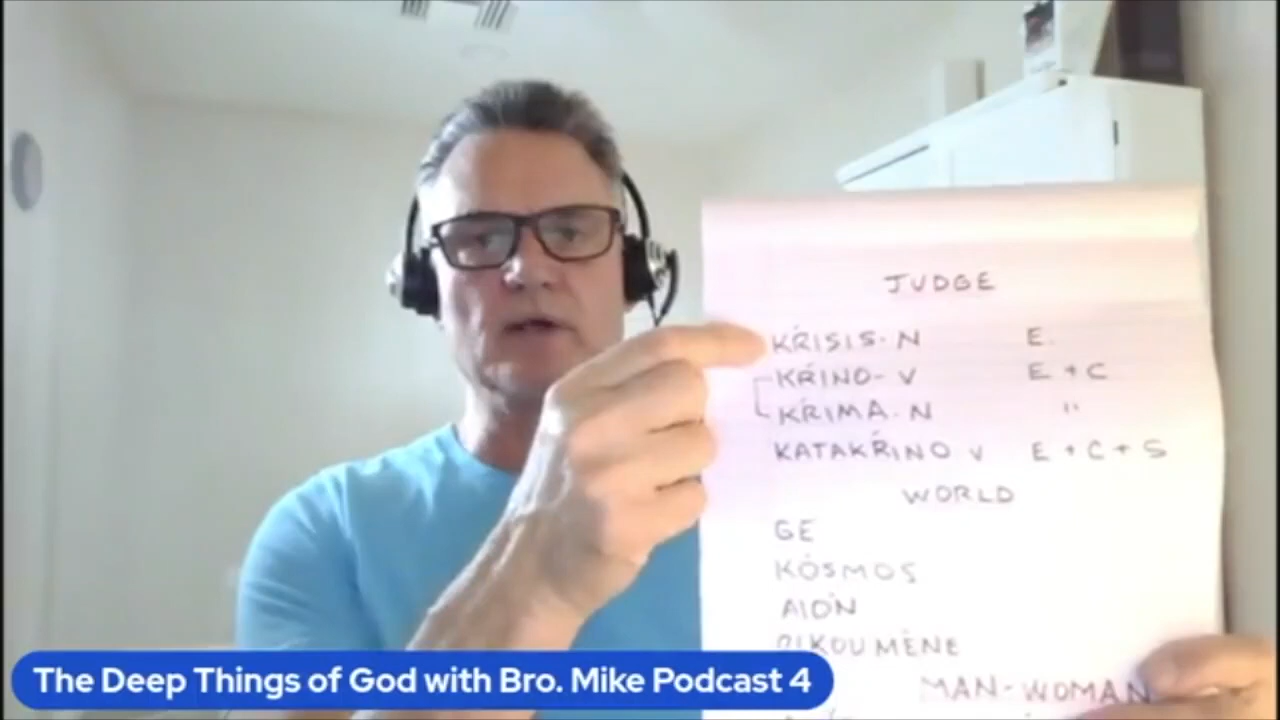 JUDGE
KRISIS- N E.
KRINO- V E + C
KRIMA- N "
KATAKRINO V E + C + S
WORLD
GE
KÓSMOS
AIÓN
OIKOUMÉNE
MAN-WOMAN
The Deep Things of God with Bro. Mike Podcast 4